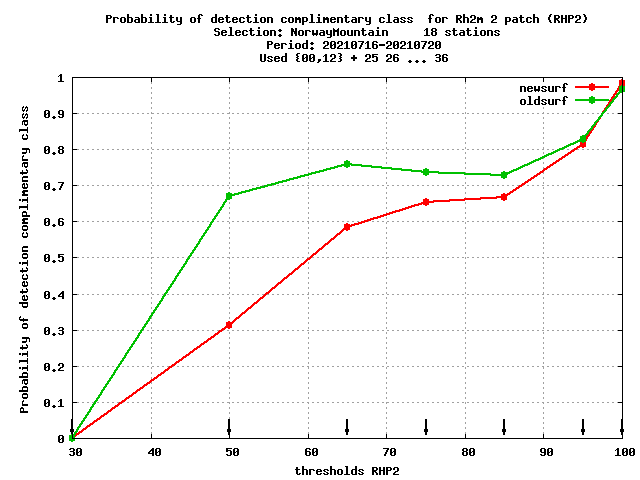 Probability of detection complimentary class  for Rh2m 2 patch (RHP2)
Selection: NorwayMountain     18 stations
Period: 20210716-20210720
Used {00,12} + 25 26 ... 36
newsurf
oldsurf
Probability of detection complimentary class
1
0,9
0,8
0,7
0,6
0,5
0,4
0,3
0,2
0,1
0
30 40 50 60 70 80 90 100
thresholds RHP2